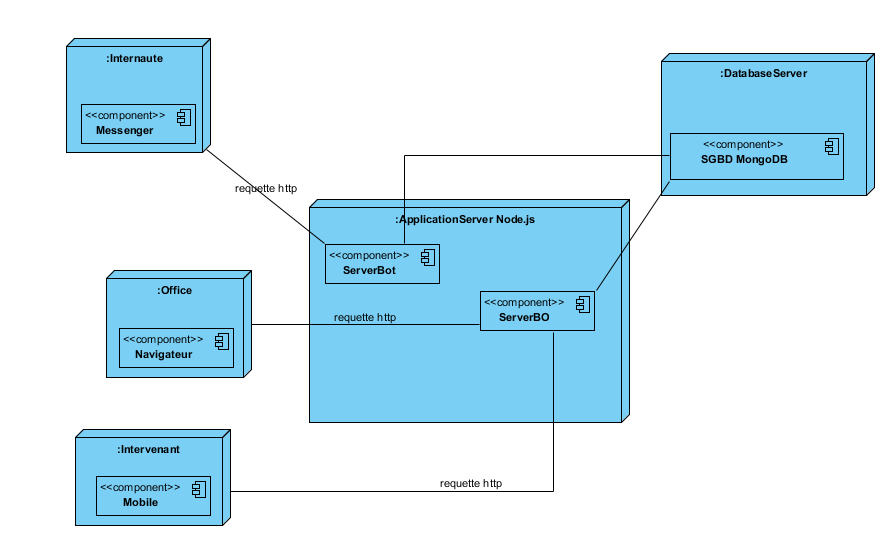 :Internaute
<<component>>
Messenger
:DatabaseServer
<<component>>
SGBD MongoDB
requette http
:ApplicationServer Node.js
<<component>>
ServerBot
:Office
<<component>>
Navigateur
requette http
<<component>>
ServerBO
:Intervenant
<<component>>
Mobile
requette http